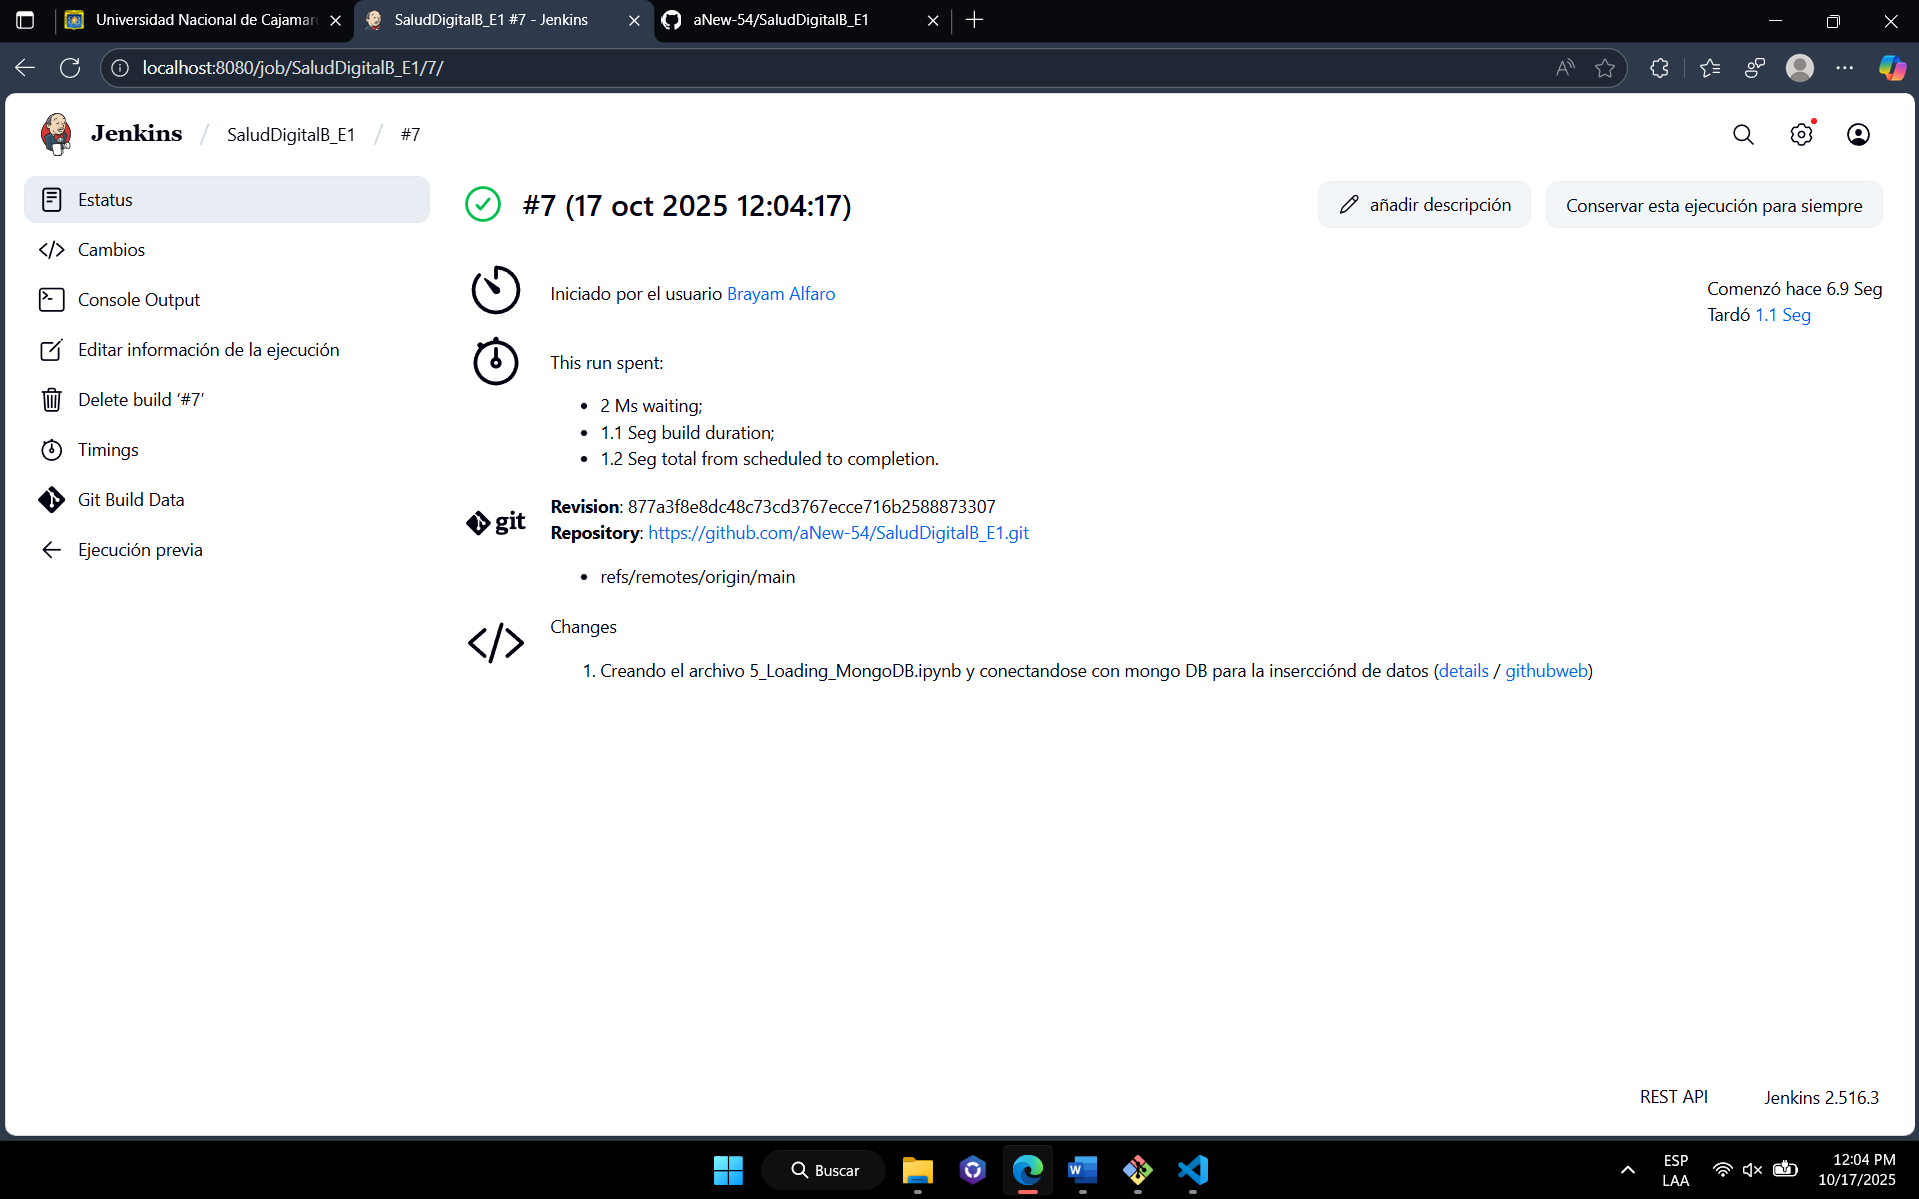 Universidad Nacional de Cajamar
SaludDigitalB_E1 #7 - Jenkins
aNew-54/SaludDigitalB_E1
localhost:8080/job/SaludDigitalB_E1/7/
Jenkins / SaludDigitalB_E1 / #7
Estatus
Cambios
Console Output
Editar información de la ejecución
Delete build ‘#7’
Timings
Git Build Data
Ejecución previa
#7 (17 oct 2025 12:04:17)
añadir descripción
Conservar esta ejecución para siempre
Iniciado por el usuario Brayam Alfaro
Comenzó hace 6.9 Seg
Tardó 1.1 Seg
This run spent:
• 2 Ms waiting;
• 1.1 Seg build duration;
• 1.2 Seg total from scheduled to completion.
git
Revision: 877a3f8e8dc48c73cd3767ecce716b2588873307
Repository: https://github.com/aNew-54/SaludDigitalB_E1.git
• refs/remotes/origin/main
Changes
1. Creando el archivo 5_Loading_MongoDB.ipynb y conectandose con mongo DB para la insercciónd de datos (details / githubweb)
REST API
Jenkins 2.516.3
Buscar
ESP
LAA
12:04 PM
10/17/2025